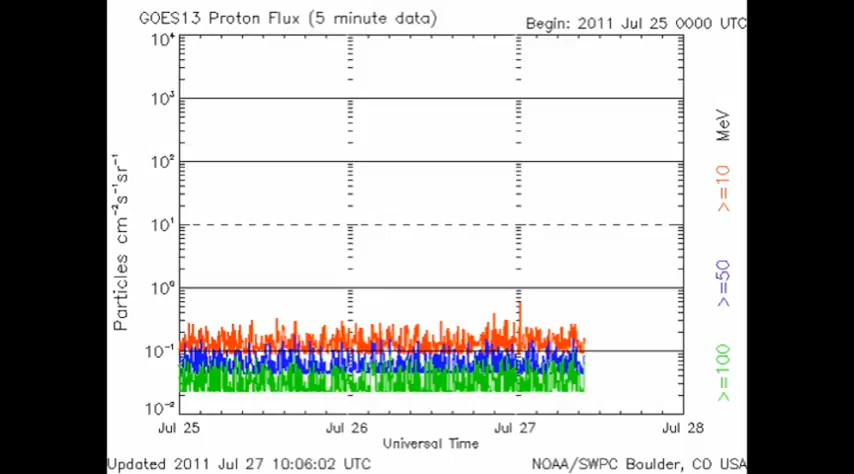 GOES13 Proton Flux (5 minute data)
Begin: 2011 Jul 25 0000 UTC
10⁴
10³
10²
10¹
10⁰
10⁻¹
10⁻²
Particles cm⁻²s⁻¹sr⁻¹
MeV
>=10
>=50
>=100
Jul 25
Jul 26
Jul 27
Jul 28
Universal Time
Updated 2011 Jul 27 10:06:02 UTC
NOAA/SWPC Boulder, CO USA